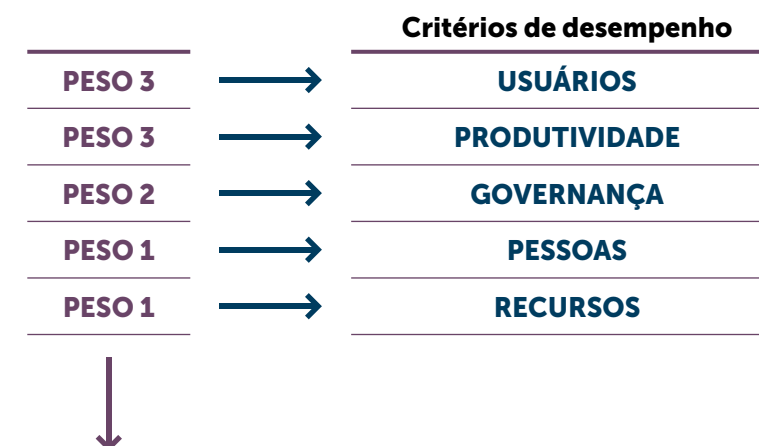 Critérios de desempenho
PESO 3 USUÁRIOS
PESO 3 PRODUTIVIDADE
PESO 2 GOVERNANÇA
PESO 1 PESSOAS
PESO 1 RECURSOS